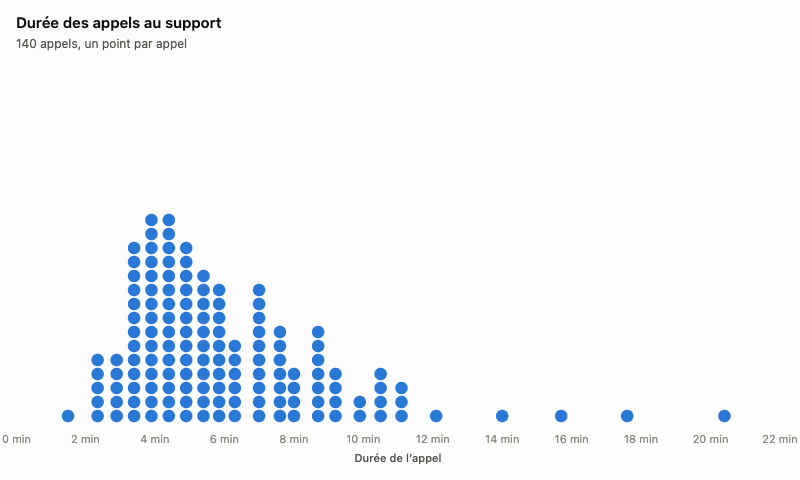 Durée des appels au support
140 appels, un point par appel
0 min 2 min 4 min 6 min 8 min 10 min 12 min 14 min 16 min 18 min 20 min 22 min
Durée de l'appel